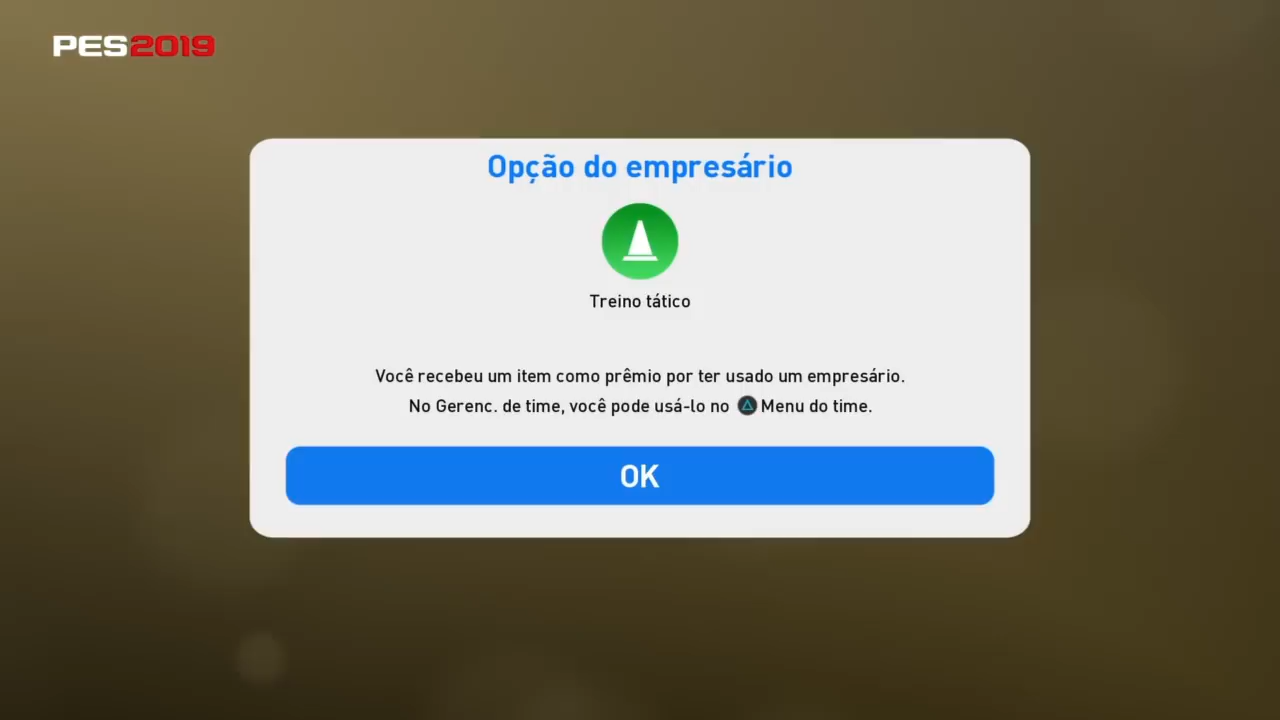 PES2019
Opção do empresário
Treino tático
Você recebeu um item como prêmio por ter usado um empresário.
No Gerenc. de time, você pode usá-lo no Menu do time.
OK